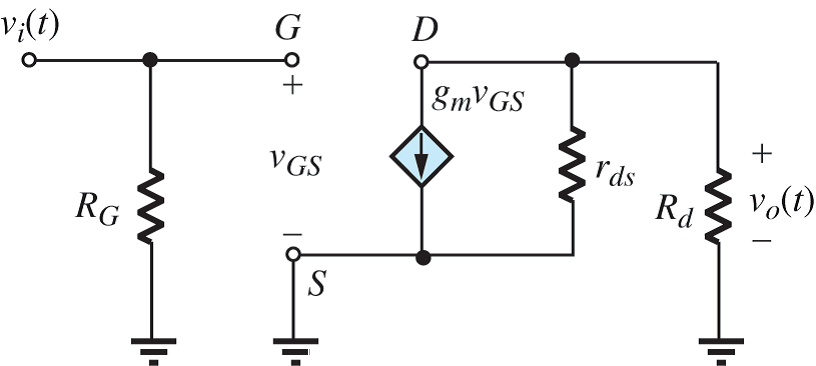 v_i(t)
G
D
+
g_m v_GS
v_GS
R_G
r_ds
R_d
+
v_o(t)
−
−
S